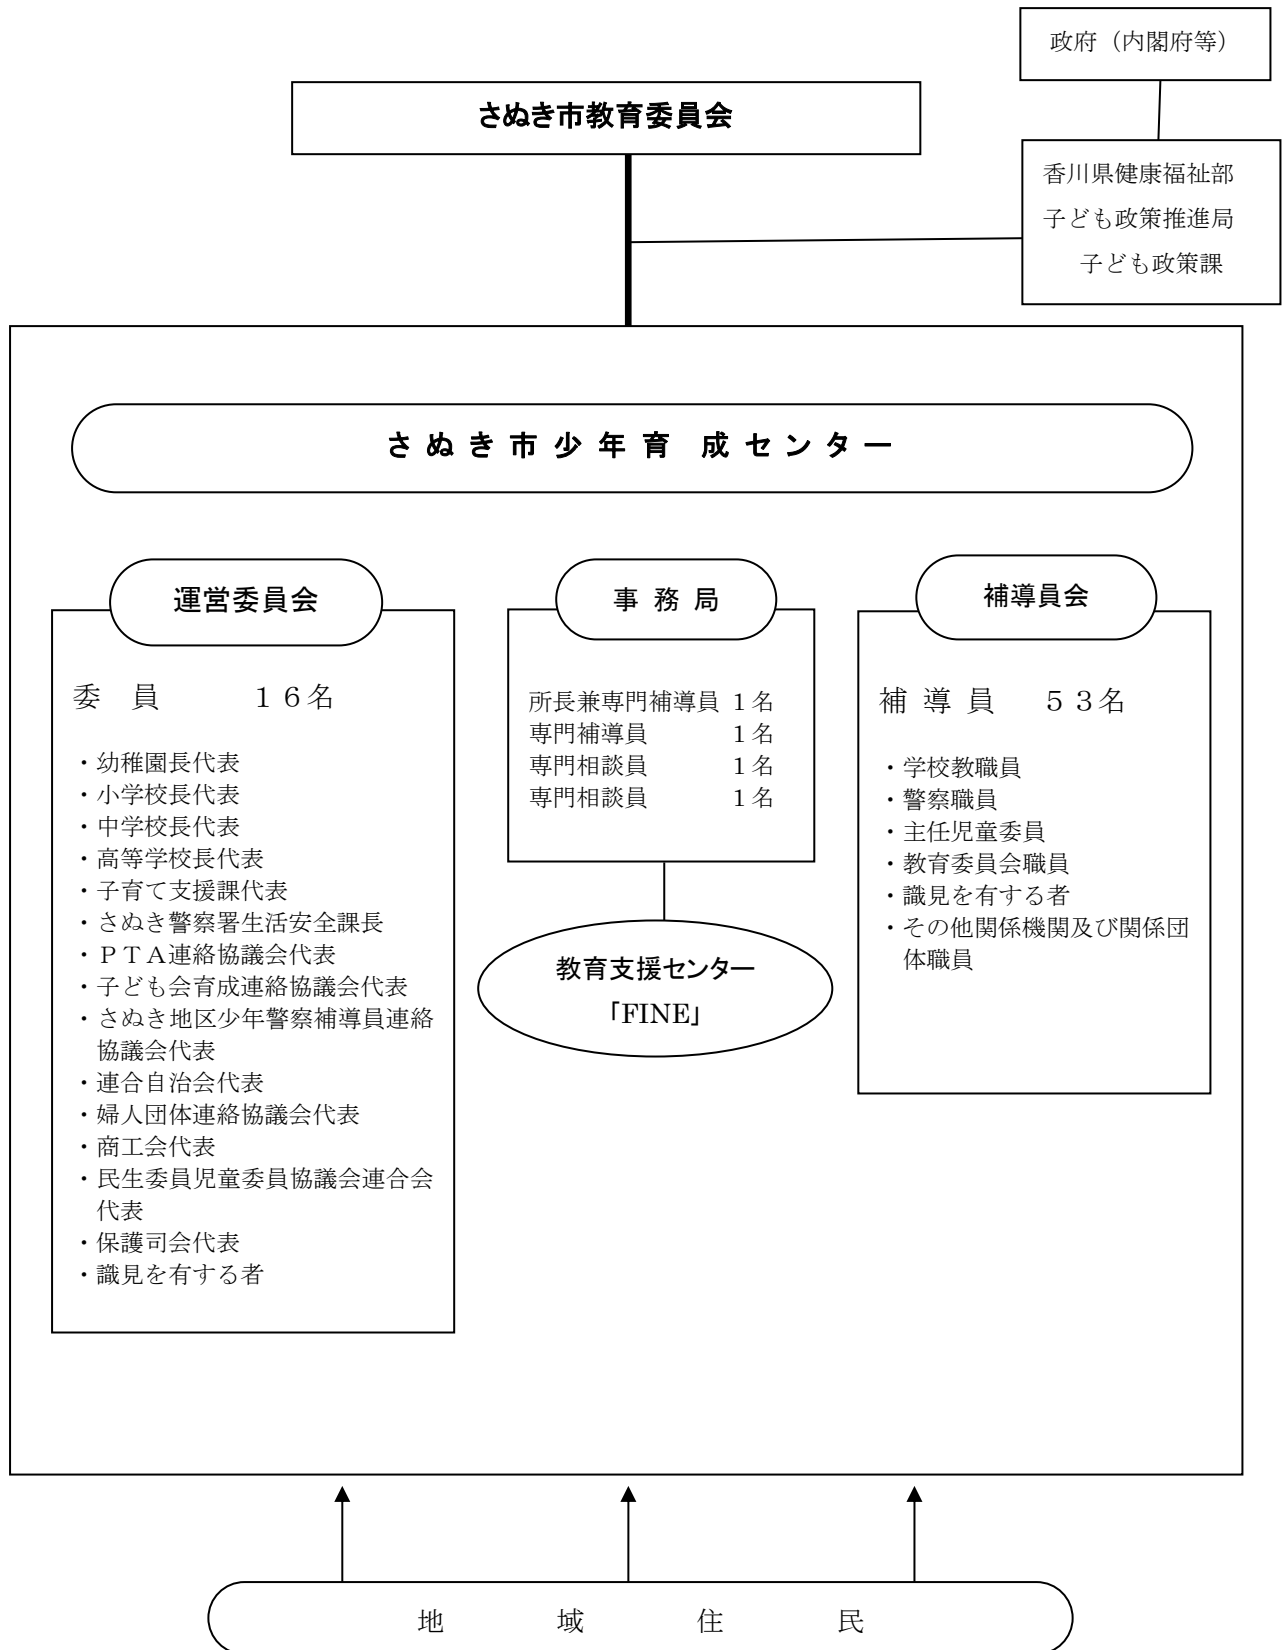 政府（内閣府等）
さぬき市教育委員会
香川県健康福祉部
子ども政策推進局
子ども政策課
さ ぬ き 市 少 年 育 成 セ ン タ ー
運営委員会
委 員 １６名
・幼稚園長代表
・小学校長代表
・中学校長代表
・高等学校長代表
・子育て支援課代表
・さぬき警察署生活安全課長
・ＰＴＡ連絡協議会代表
・子ども会育成連絡協議会代表
・さぬき地区少年警察補導員連絡
協議会代表
・連合自治会代表
・婦人団体連絡協議会代表
・商工会代表
・民生委員児童委員協議会連合会
代表
・保護司会代表
・識見を有する者
事 務 局
所長兼専門補導員 １名
専門補導員 １名
専門相談員 １名
専門相談員 １名
教育支援センター
「FINE」
補導員会
補 導 員 ５３名
・学校教職員
・警察職員
・主任児童委員
・教育委員会職員
・識見を有する者
・その他関係機関及び関係団
体職員
地 域 住 民